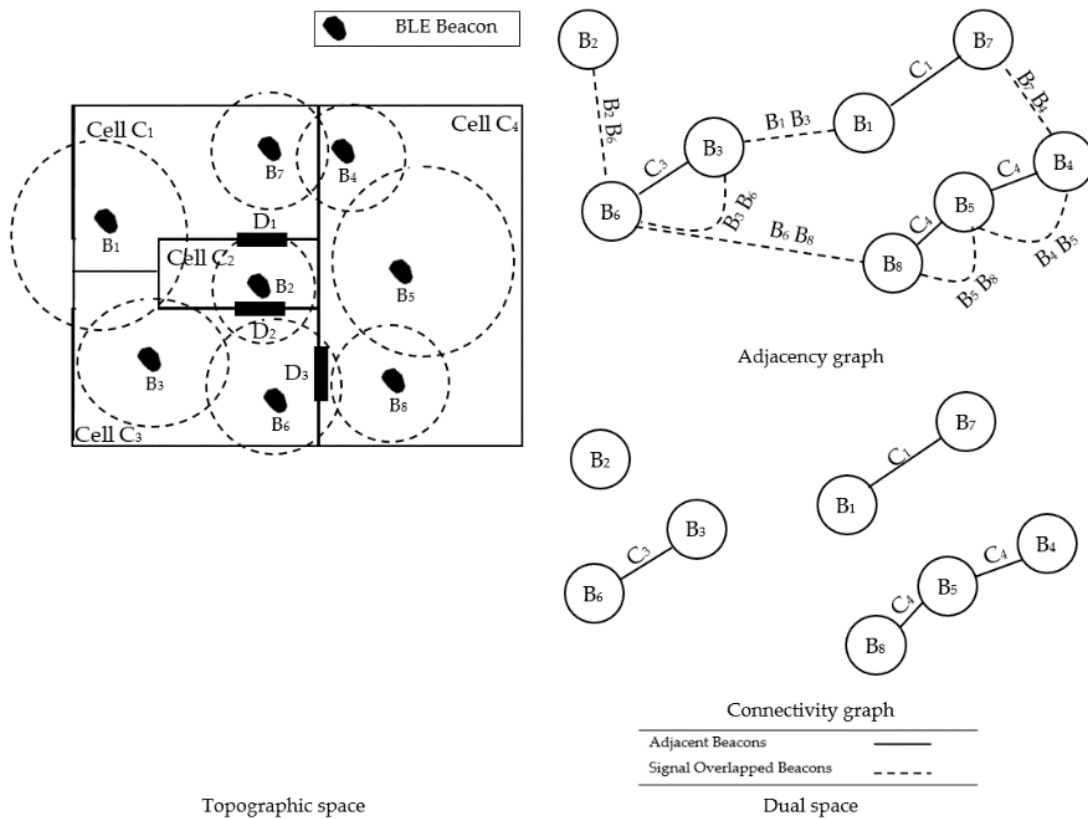 BLE Beacon
Cell C₁
Cell C₄
B₇
B₄
B₁
D₁
Cell C₂
B₂
B₅
D₂
D₃
B₃
B₆
B₈
Cell C₃
Topographic space
B₂
B₇
C₁
B₇ B₄
B₂ B₆
B₁ B₃
B₁
B₃
C₃
B₄
C₄
B₆
B₃ B₆
B₅
B₆ B₈
C₄
B₄ B₅
B₈
B₅ B₈
Adjacency graph
B₇
C₁
B₂
B₁
B₃
C₃
B₄
C₄
B₆
B₅
C₄
B₈
Connectivity graph
Adjacent Beacons
Signal Overlapped Beacons
Dual space